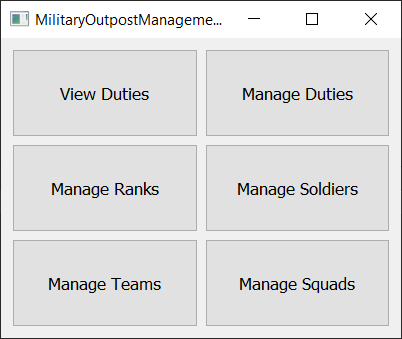 MilitaryOutpostManageme...
View Duties
Manage Duties
Manage Ranks
Manage Soldiers
Manage Teams
Manage Squads